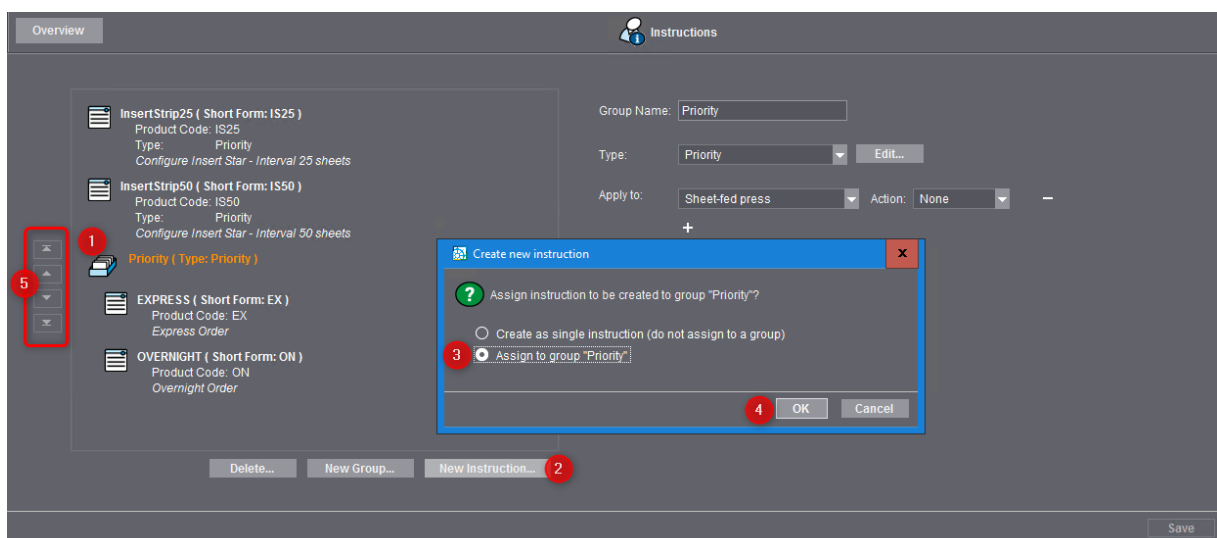 Overview
Instructions
InsertStrip25 ( Short Form: IS25 )
Product Code: IS25
Type: Priority
Configure Insert Star - Interval 25 sheets
InsertStrip50 ( Short Form: IS50 )
Product Code: IS50
Type: Priority
Configure Insert Star - Interval 50 sheets
1
Priority ( Type: Priority )
5
EXPRESS ( Short Form: EX )
Product Code: EX
Express Order
OVERNIGHT ( Short Form: ON )
Product Code: ON
Overnight Order
Delete... New Group... New Instruction... 2
Group Name: Priority
Type: Priority Edit...
Apply to: Sheet-fed press Action: None −
+
Create new instruction x
? Assign instruction to be created to group "Priority"?
Create as single instruction (do not assign to a group)
3 Assign to group "Priority"
4 OK Cancel
Save